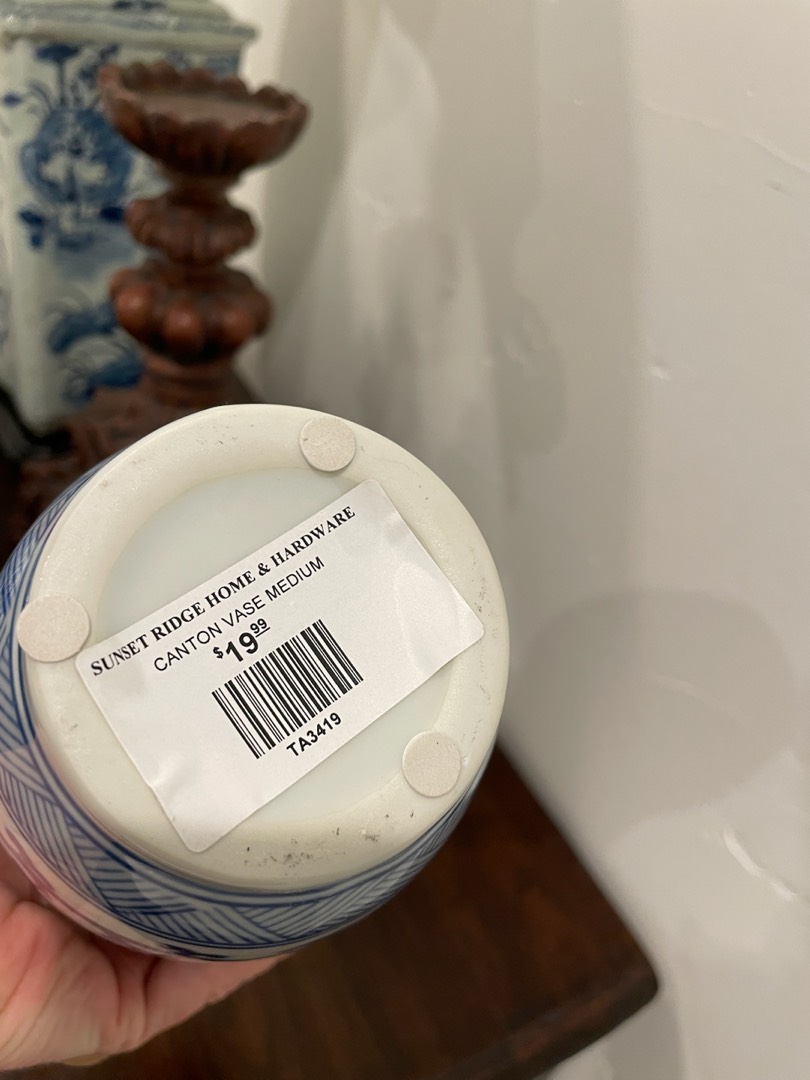 SUNSET RIDGE HOME & HARDWARE
CANTON VASE MEDIUM
$19.99
TA3419